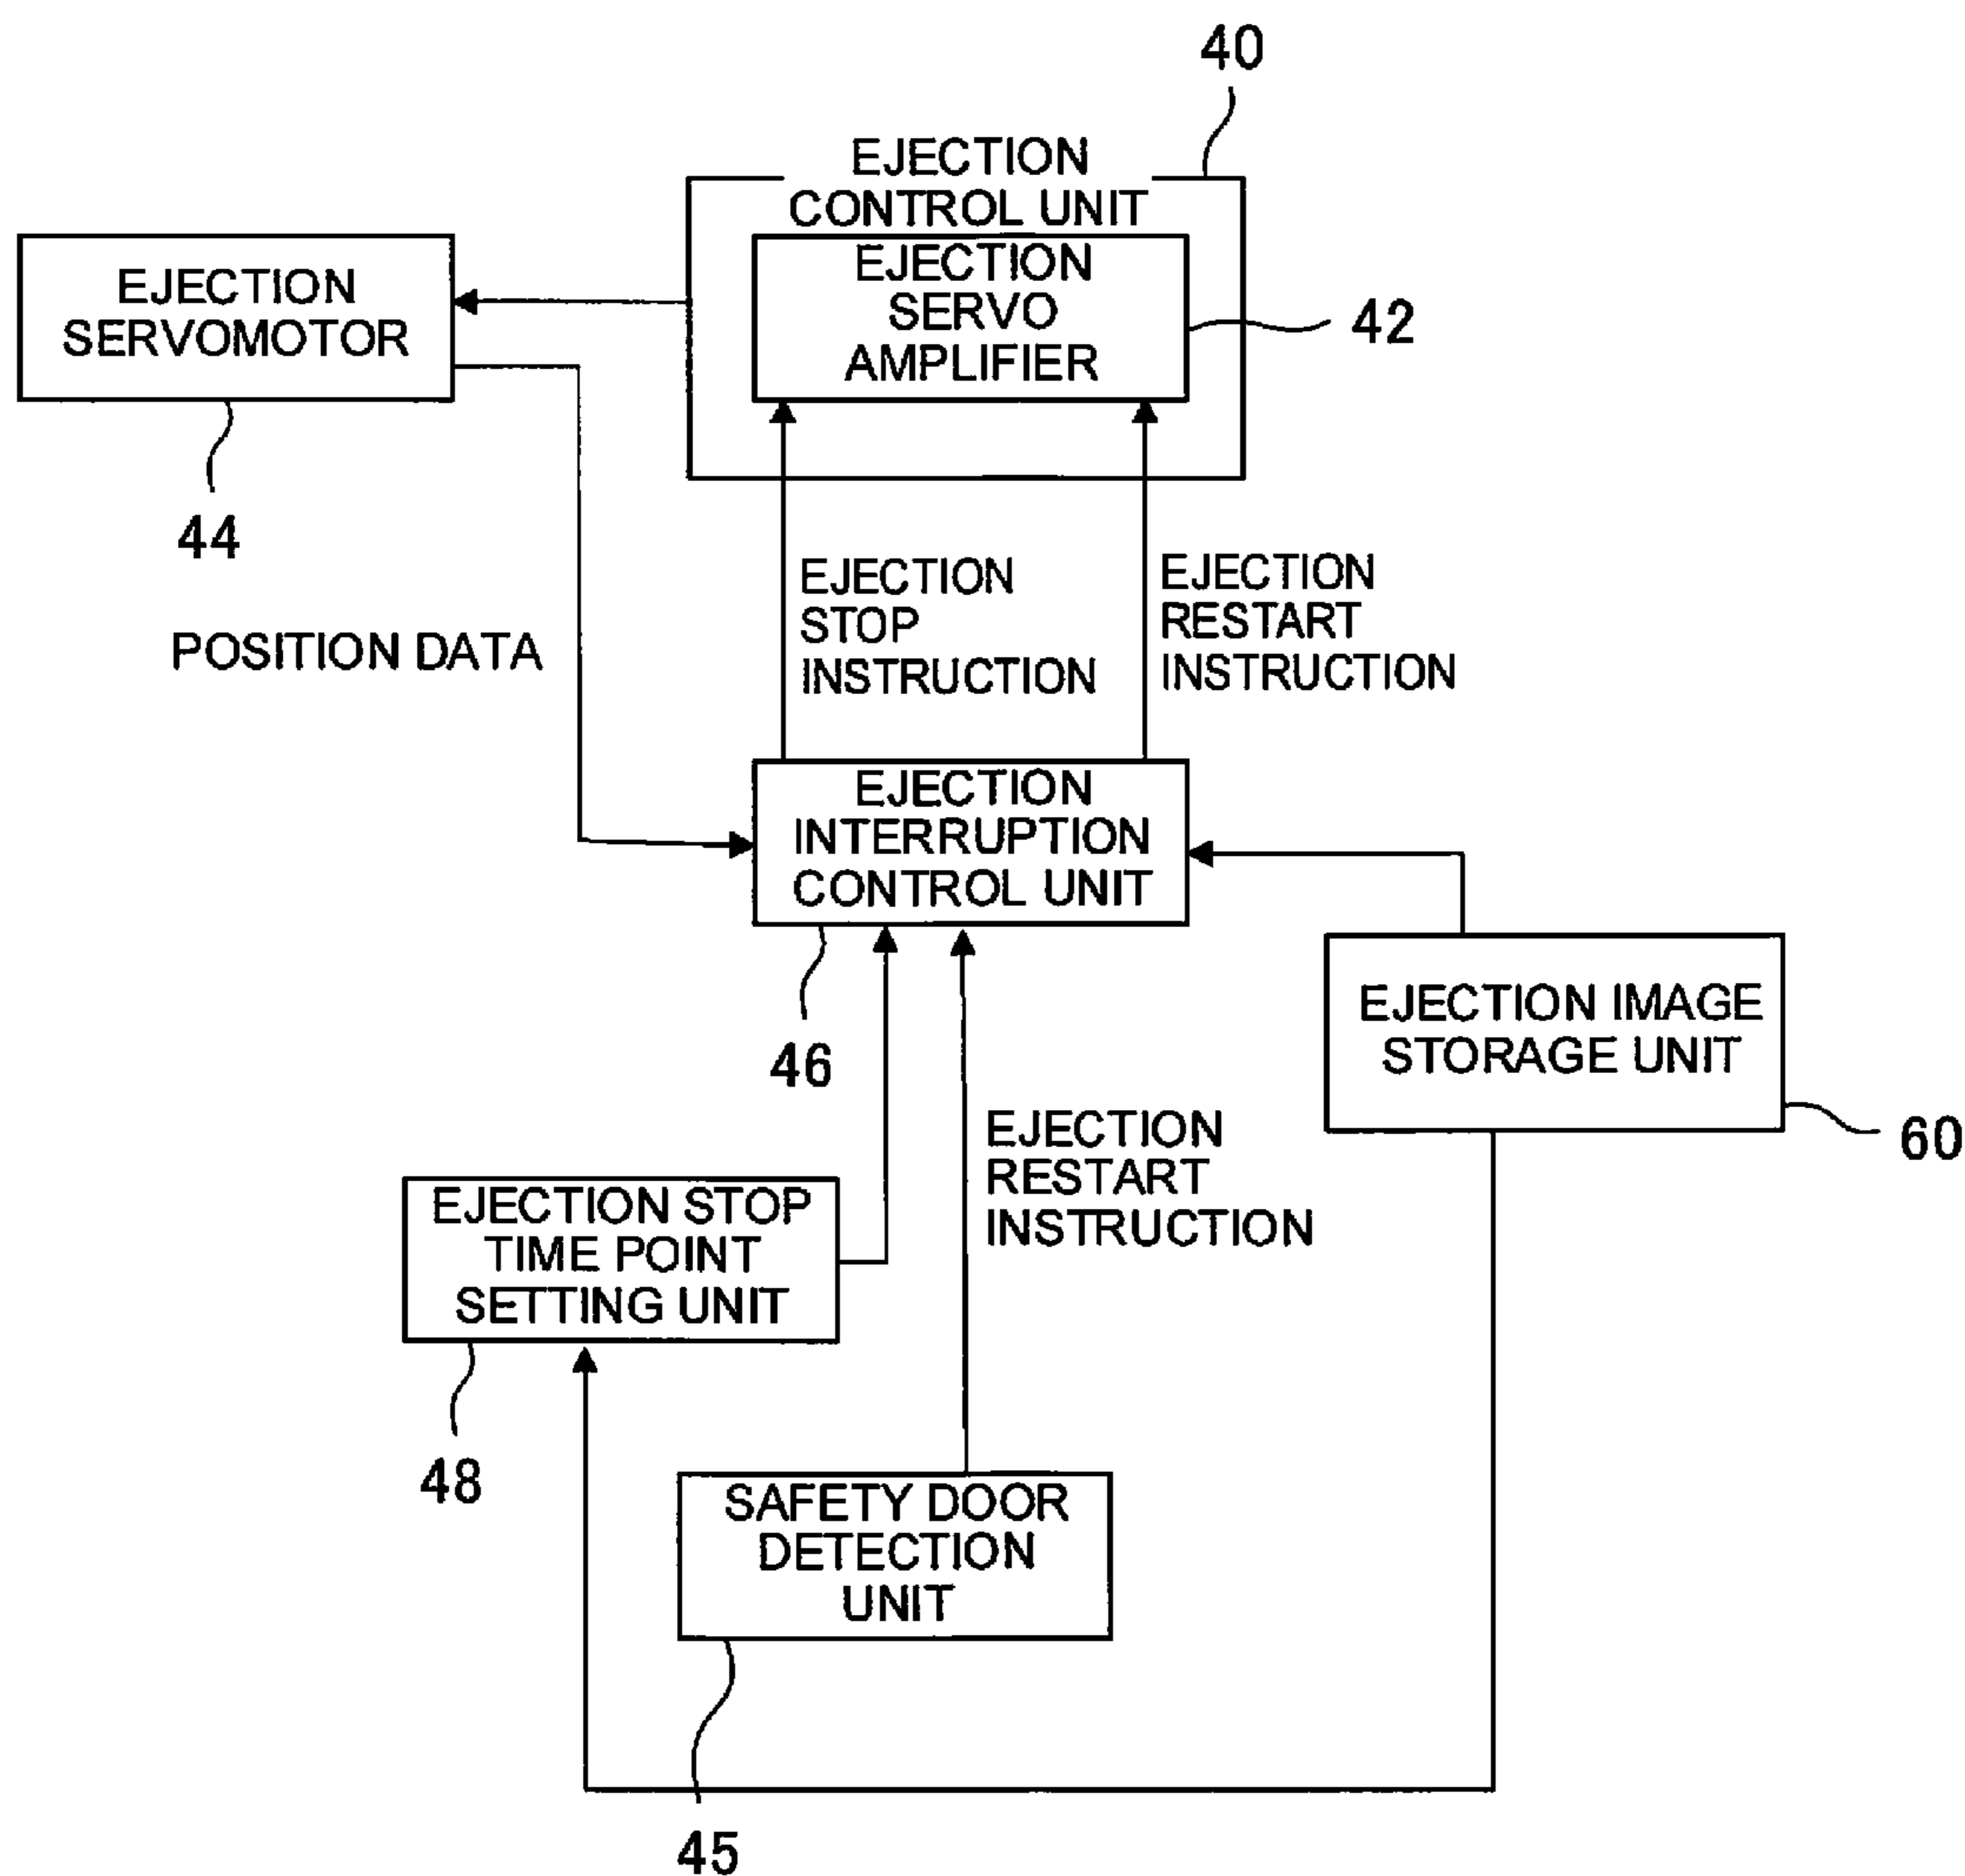 40
EJECTION
CONTROL UNIT
EJECTION
SERVO
AMPLIFIER
42
EJECTION
SERVOMOTOR
44
POSITION DATA
EJECTION
STOP
INSTRUCTION
EJECTION
RESTART
INSTRUCTION
EJECTION
INTERRUPTION
CONTROL UNIT
46
EJECTION IMAGE
STORAGE UNIT
60
EJECTION
RESTART
INSTRUCTION
EJECTION STOP
TIME POINT
SETTING UNIT
48
SAFETY DOOR
DETECTION
UNIT
45